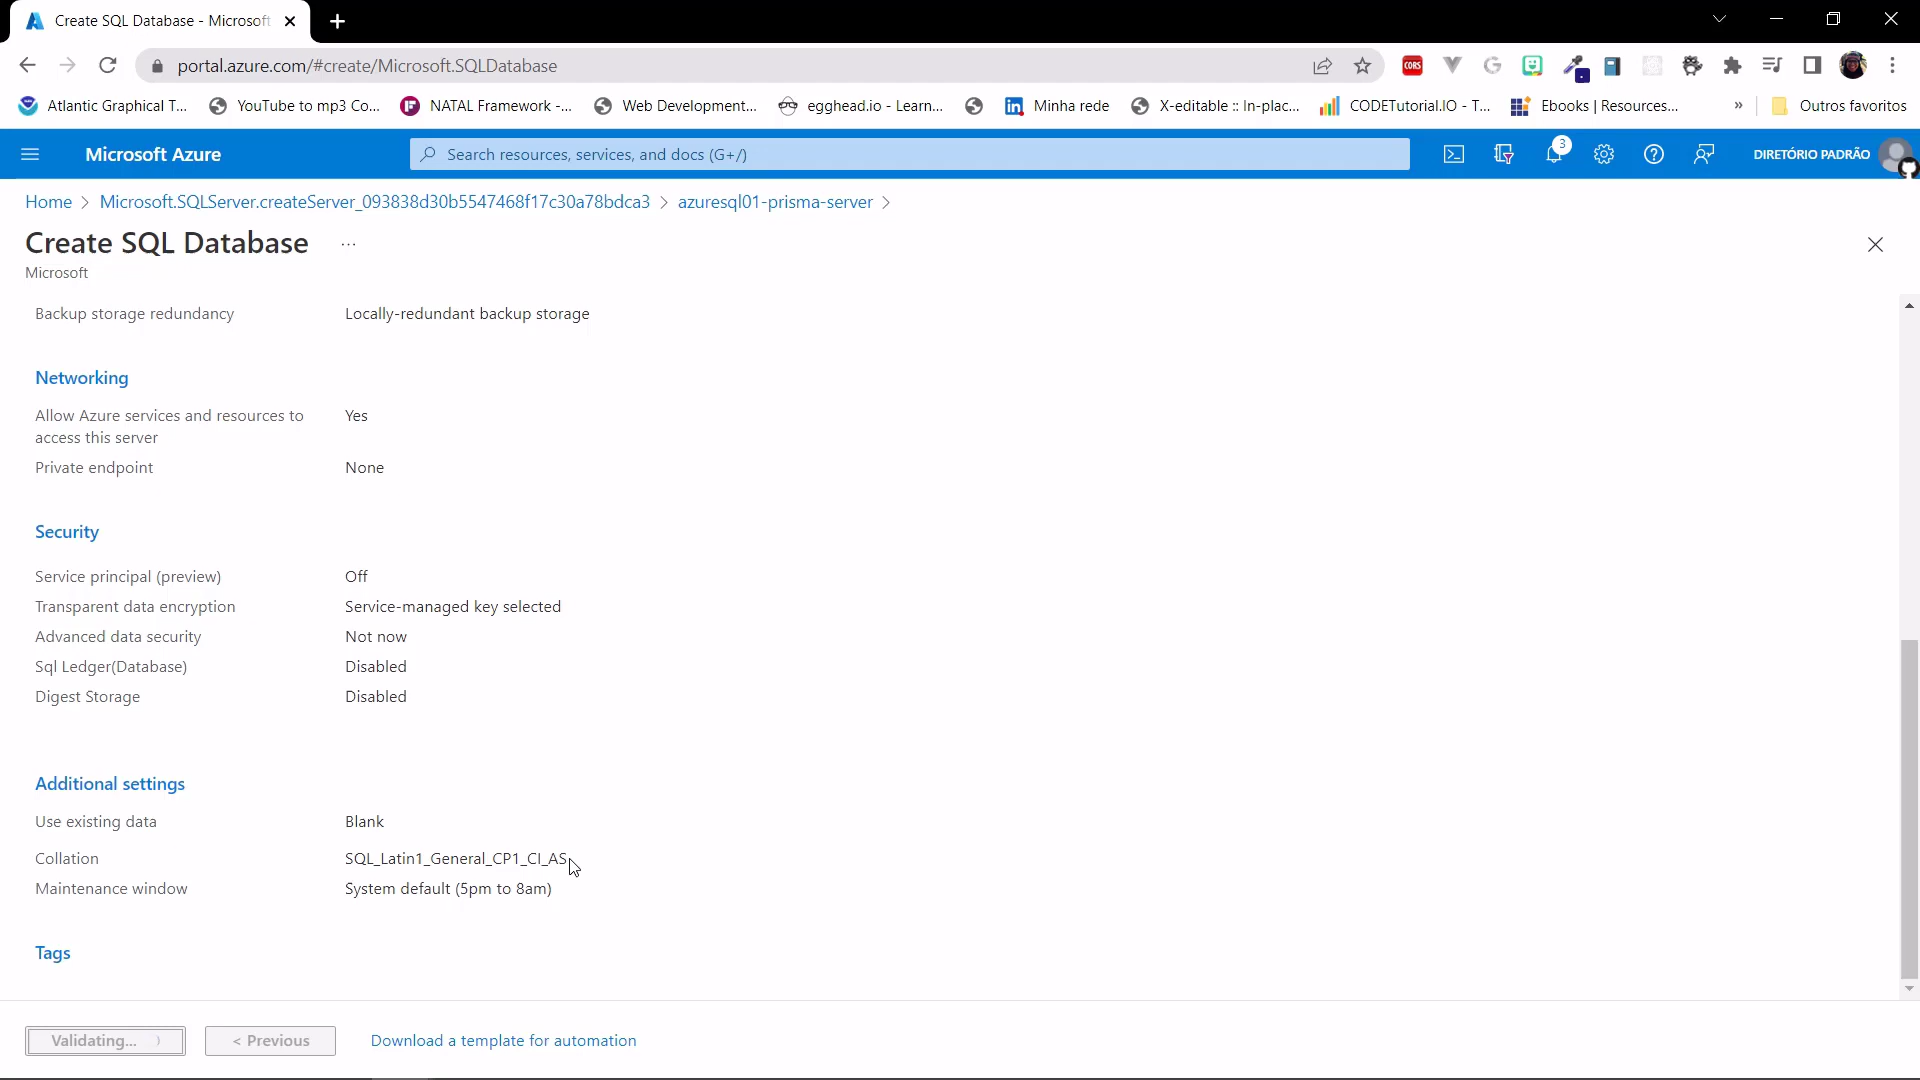 Create SQL Database - Microsoft
portal.azure.com/#create/Microsoft.SQLDatabase
CORS
Atlantic Graphical T...
YouTube to mp3 Co...
NATAL Framework -...
Web Development...
egghead.io - Learn...
Minha rede
X-editable :: In-plac...
CODETutorial.IO - T...
Ebooks | Resources...
»
Outros favoritos
Microsoft Azure
Search resources, services, and docs (G+/)
3
DIRETÓRIO PADRÃO
Home > Microsoft.SQLServer.createServer_093838d30b5547468f17c30a78bdca3 > azuresql01-prisma-server >
Create SQL Database ...
Microsoft
Backup storage redundancy Locally-redundant backup storage
Networking
Allow Azure services and resources to access this server Yes
Private endpoint None
Security
Service principal (preview) Off
Transparent data encryption Service-managed key selected
Advanced data security Not now
Sql Ledger(Database) Disabled
Digest Storage Disabled
Additional settings
Use existing data Blank
Collation SQL_Latin1_General_CP1_CI_AS
Maintenance window System default (5pm to 8am)
Tags
Validating...
< Previous
Download a template for automation